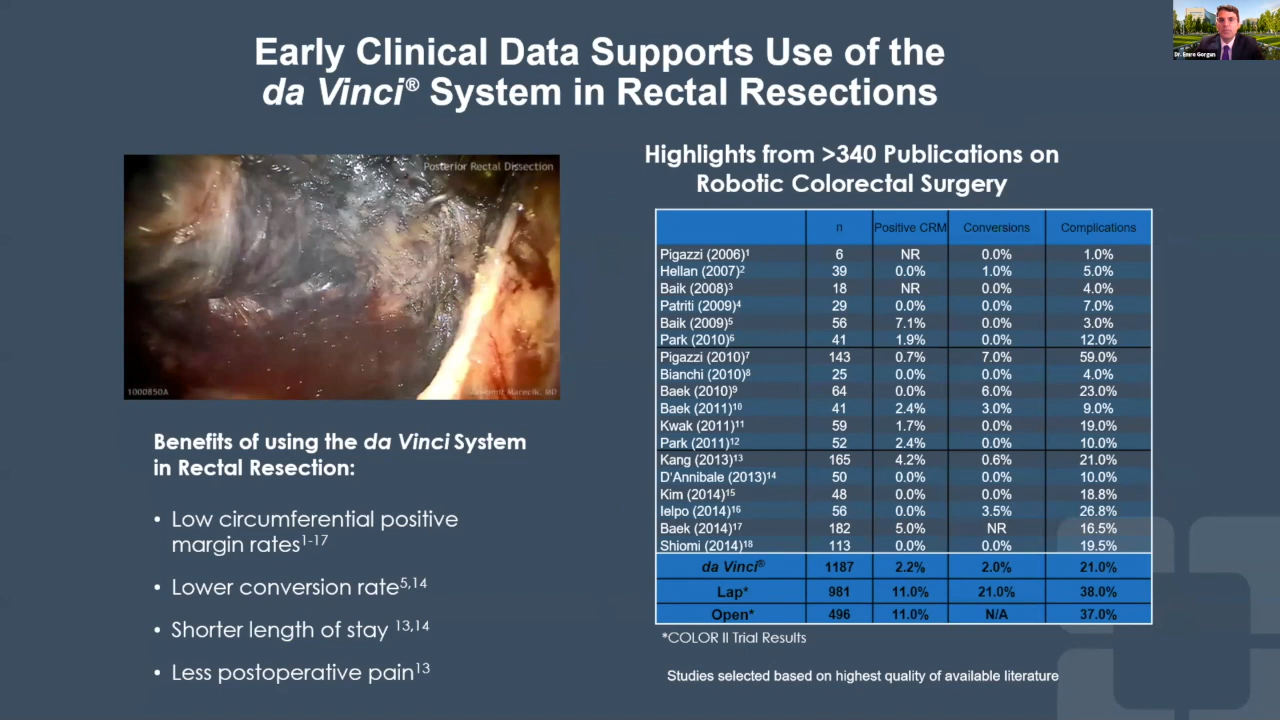 Early Clinical Data Supports Use of the
da Vinci® System in Rectal Resections
Dr. Emre Gorgun
Posterior Rectal Dissection
1000850A
MD
Benefits of using the da Vinci System
in Rectal Resection:
• Low circumferential positive
margin rates1-17
• Lower conversion rate5,14
• Shorter length of stay 13,14
• Less postoperative pain13
Highlights from >340 Publications on
Robotic Colorectal Surgery
n Positive CRM Conversions Complications
Pigazzi (2006)1 6 NR 0.0% 1.0%
Hellan (2007)2 39 0.0% 1.0% 5.0%
Baik (2008)3 18 NR 0.0% 4.0%
Patriti (2009)4 29 0.0% 0.0% 7.0%
Baik (2009)5 56 7.1% 0.0% 3.0%
Park (2010)6 41 1.9% 0.0% 12.0%
Pigazzi (2010)7 143 0.7% 7.0% 59.0%
Bianchi (2010)8 25 0.0% 0.0% 4.0%
Baek (2010)9 64 0.0% 6.0% 23.0%
Baek (2011)10 41 2.4% 3.0% 9.0%
Kwak (2011)11 59 1.7% 0.0% 19.0%
Park (2011)12 52 2.4% 0.0% 10.0%
Kang (2013)13 165 4.2% 0.6% 21.0%
D'Annibale (2013)14 50 0.0% 0.0% 10.0%
Kim (2014)15 48 0.0% 0.0% 18.8%
Ielpo (2014)16 56 0.0% 3.5% 26.8%
Baek (2014)17 182 5.0% NR 16.5%
Shiomi (2014)18 113 0.0% 0.0% 19.5%
da Vinci® 1187 2.2% 2.0% 21.0%
Lap* 981 11.0% 21.0% 38.0%
Open* 496 11.0% N/A 37.0%
*COLOR II Trial Results
Studies selected based on highest quality of available literature